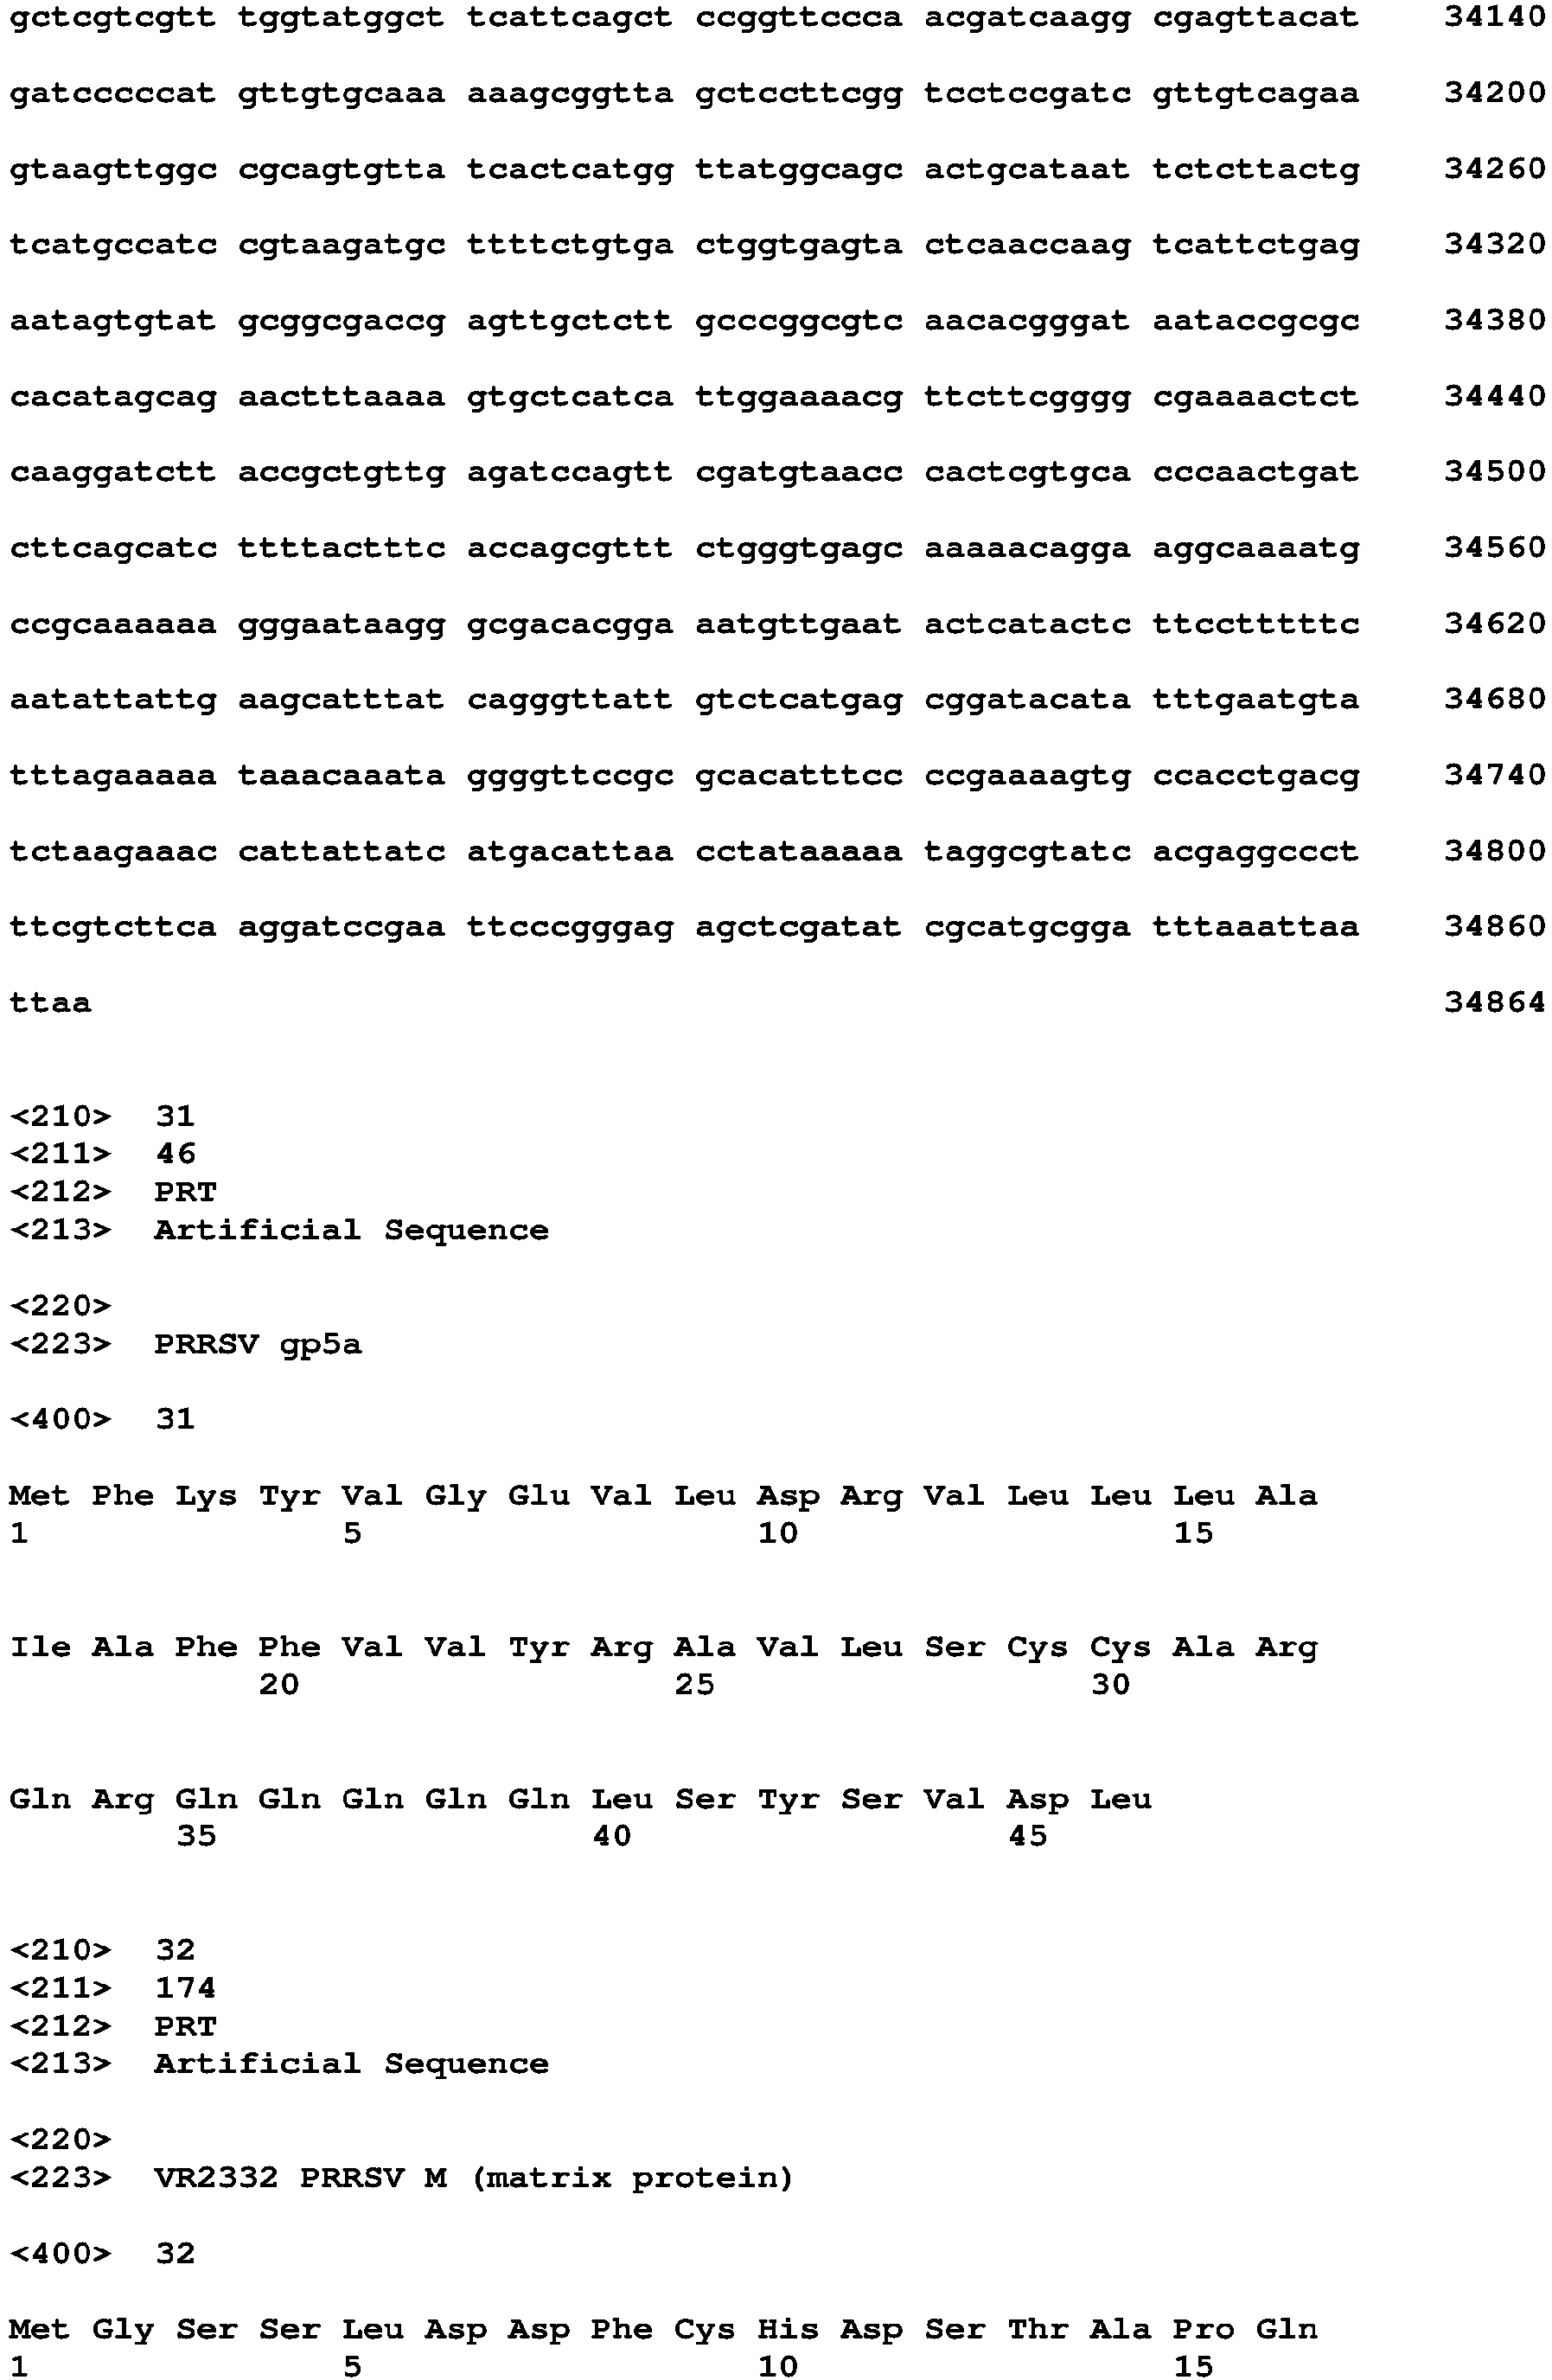 gctcgtcgtt tggtatggct tcattcagct ccggttccca acgatcaagg cgagttacat 34140
gatcccccat gttgtgcaaa aaagcggtta gctccttcgg tcctccgatc gttgtcagaa 34200
gtaagttggc cgcagtgtta tcactcatgg ttatggcagc actgcataat tctcttactg 34260
tcatgccatc cgtaagatgc ttttctgtga ctggtgagta ctcaaccaag tcattctgag 34320
aatagtgtat gcggcgaccg agttgctctt gcccggcgtc aacacgggat aataccgcgc 34380
cacatagcag aactttaaaa gtgctcatca ttggaaaacg ttcttcgggg cgaaaactct 34440
caaggatctt accgctgttg agatccagtt cgatgtaacc cactcgtgca cccaactgat 34500
cttcagcatc ttttactttc accagcgttt ctgggtgagc aaaaacagga aggcaaaatg 34560
ccgcaaaaaa gggaataagg gcgacacgga aatgttgaat actcatactc ttcctttttc 34620
aatattattg aagcatttat cagggttatt gtctcatgag cggatacata tttgaatgta 34680
tttagaaaaa taaacaaata ggggttccgc gcacatttcc ccgaaaagtg ccacctgacg 34740
tctaagaaac cattattatc atgacattaa cctataaaaa taggcgtatc acgaggccct 34800
ttcgtcttca aggatccgaa ttcccgggag agctcgatat cgcatgcgga tttaaattaa 34860
ttaa 34864
<210> 31
<211> 46
<212> PRT
<213> Artificial Sequence
<220>
<223> PRRSV gp5a
<400> 31
Met Phe Lys Tyr Val Gly Glu Val Leu Asp Arg Val Leu Leu Leu Ala
1 5 10 15
Ile Ala Phe Phe Val Val Tyr Arg Ala Val Leu Ser Cys Cys Ala Arg
20 25 30
Gln Arg Gln Gln Gln Gln Gln Leu Ser Tyr Ser Val Asp Leu
35 40 45
<210> 32
<211> 174
<212> PRT
<213> Artificial Sequence
<220>
<223> VR2332 PRRSV M (matrix protein)
<400> 32
Met Gly Ser Ser Leu Asp Asp Phe Cys His Asp Ser Thr Ala Pro Gln
1 5 10 15